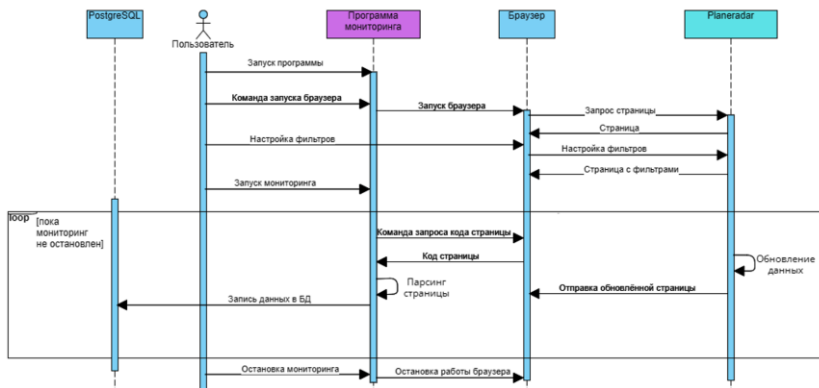 PostgreSQL
Пользователь
Программа
мониторинга
Браузер
Planeradar
Запуск программы
Команда запуска браузера
Запуск браузера
Запрос страницы
Страница
Настройка фильтров
Настройка фильтров
Страница с фильтрами
Запуск мониторинга
loop
[пока
мониторинг
не остановлен]
Команда запроса кода страницы
Код страницы
Обновление
данных
Парсинг
страницы
Отправка обновлённой страницы
Запись данных в БД
Остановка мониторинга
Остановка работы браузера